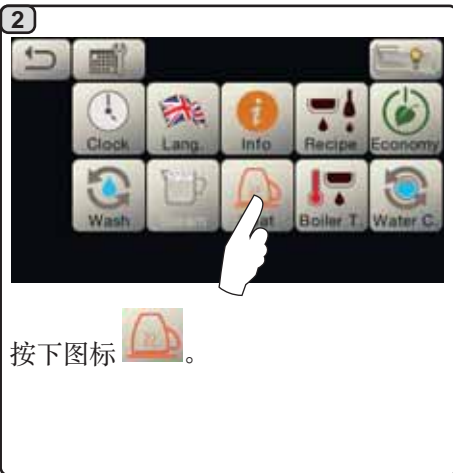 2
Clock Lang. Info Recipe Economy
Wash Boiler T. Water C.
按下图标 。